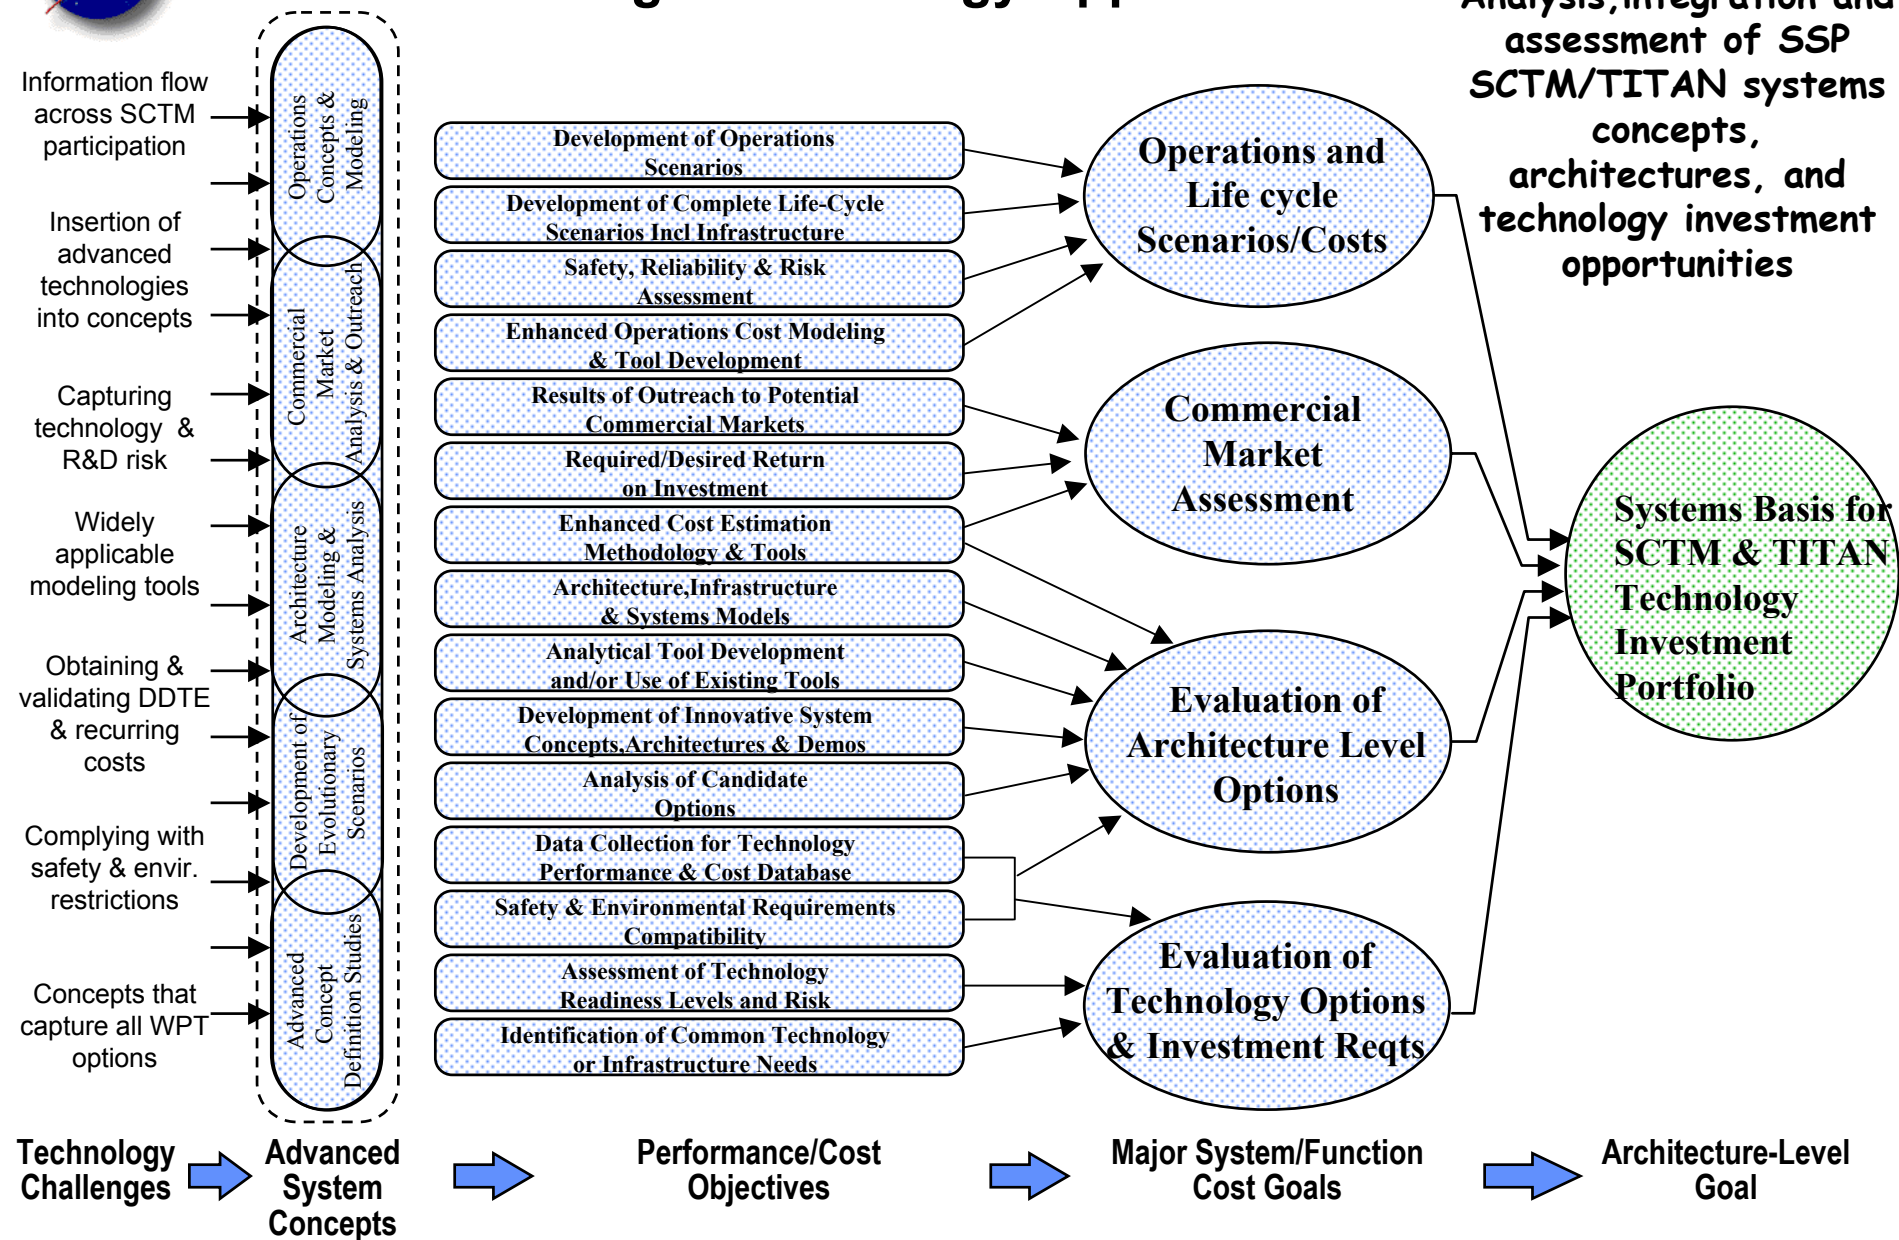 Analysis,integration and
assessment of SSP
SCTM/TITAN systems
concepts,
architectures, and
technology investment
opportunities
Information flow
across SCTM
participation
Insertion of
advanced
technologies
into concepts
Capturing
technology &
R&D risk
Widely
applicable
modeling tools
Obtaining &
validating DDTE
& recurring
costs
Complying with
safety & envir.
restrictions
Concepts that
capture all WPT
options
Operations
Concepts &
Modeling
Commercial
Market
Analysis & Outreach
Architecture
Modeling &
Systems Analysis
Development of
Evolutionary
Scenarios
Advanced
Concept
Definition Studies
Development of Operations
Scenarios
Development of Complete Life-Cycle
Scenarios Incl Infrastructure
Safety, Reliability & Risk
Assessment
Enhanced Operations Cost Modeling
& Tool Development
Results of Outreach to Potential
Commercial Markets
Required/Desired Return
on Investment
Enhanced Cost Estimation
Methodology & Tools
Architecture,Infrastructure
& Systems Models
Analytical Tool Development
and/or Use of Existing Tools
Development of Innovative System
Concepts,Architectures & Demos
Analysis of Candidate
Options
Data Collection for Technology
Performance & Cost Database
Safety & Environmental Requirements
Compatibility
Assessment of Technology
Readiness Levels and Risk
Identification of Common Technology
or Infrastructure Needs
Operations and
Life cycle
Scenarios/Costs
Commercial
Market
Assessment
Evaluation of
Architecture Level
Options
Evaluation of
Technology Options
& Investment Reqts
Systems Basis for
SCTM & TITAN
Technology
Investment
Portfolio
Technology
Challenges
Advanced
System
Concepts
Performance/Cost
Objectives
Major System/Function
Cost Goals
Architecture-Level
Goal